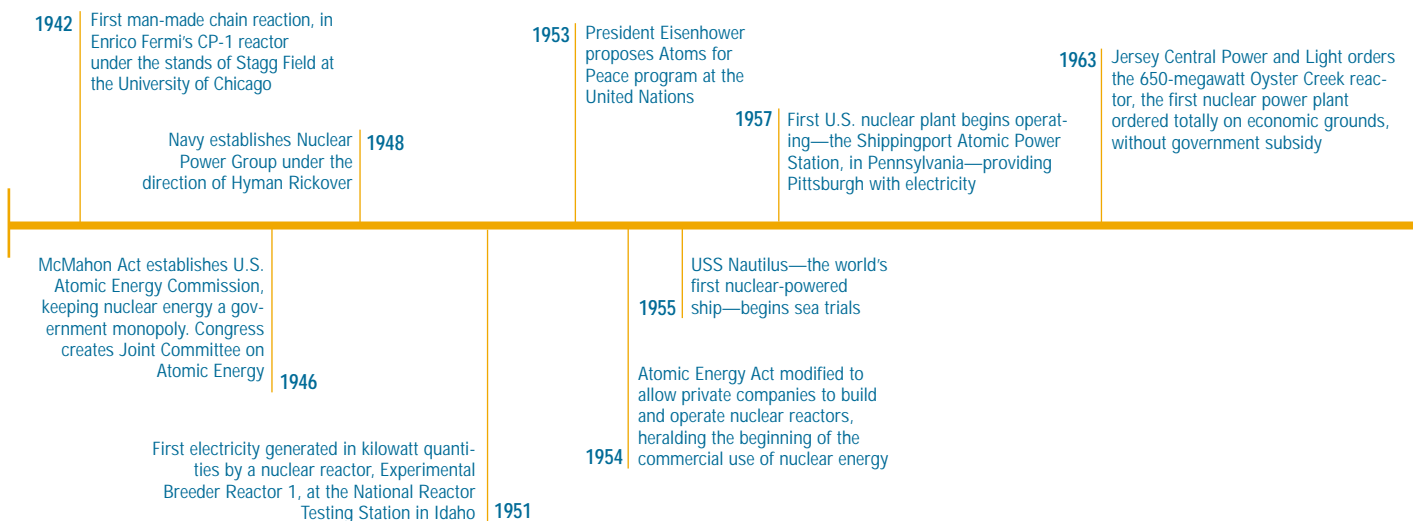 1942
First man-made chain reaction, in
Enrico Fermi's CP-1 reactor
under the stands of Stagg Field at
the University of Chicago
Navy establishes Nuclear
Power Group under the
direction of Hyman Rickover
1948
1953
President Eisenhower
proposes Atoms for
Peace program at the
United Nations
1957
First U.S. nuclear plant begins operat-
ing—the Shippingport Atomic Power
Station, in Pennsylvania—providing
Pittsburgh with electricity
1963
Jersey Central Power and Light orders
the 650-megawatt Oyster Creek reac-
tor, the first nuclear power plant
ordered totally on economic grounds,
without government subsidy
McMahon Act establishes U.S.
Atomic Energy Commission,
keeping nuclear energy a gov-
ernment monopoly. Congress
creates Joint Committee on
Atomic Energy
1946
First electricity generated in kilowatt quanti-
ties by a nuclear reactor, Experimental
Breeder Reactor 1, at the National Reactor
Testing Station in Idaho
1951
USS Nautilus—the world's
first nuclear-powered
ship—begins sea trials
1955
Atomic Energy Act modified to
allow private companies to build
and operate nuclear reactors,
heralding the beginning of the
commercial use of nuclear energy
1954